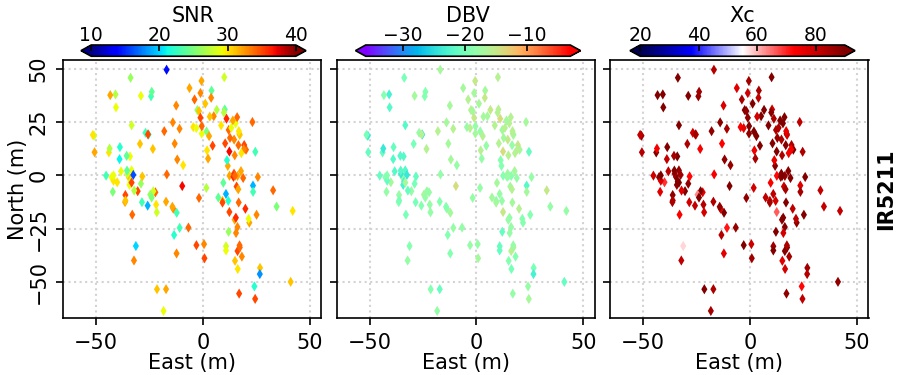 SNR DBV Xc
10 20 30 40 −30 −20 −10 20 40 60 80
50
25
0
−25
−50
North (m)
IR5211
−50 0 50 −50 0 50 −50 0 50
East (m) East (m) East (m)